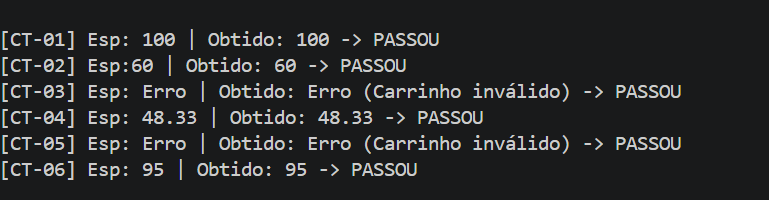 [CT-01] Esp: 100 | Obtido: 100 -> PASSOU
[CT-02] Esp:60 | Obtido: 60 -> PASSOU
[CT-03] Esp: Erro | Obtido: Erro (Carrinho inválido) -> PASSOU
[CT-04] Esp: 48.33 | Obtido: 48.33 -> PASSOU
[CT-05] Esp: Erro | Obtido: Erro (Carrinho inválido) -> PASSOU
[CT-06] Esp: 95 | Obtido: 95 -> PASSOU